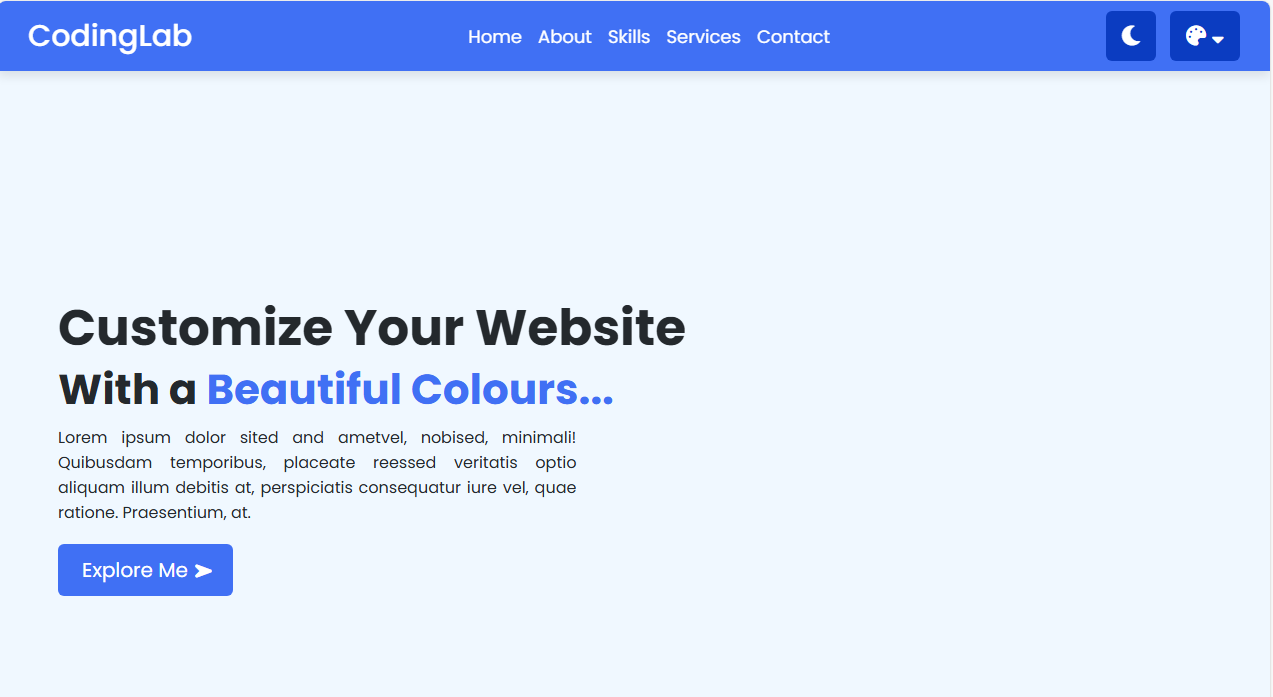 CodingLab
Home About Skills Services Contact
Customize Your Website
With a Beautiful Colours...
Lorem ipsum dolor sited and ametvel, nobised, minimali!
Quibusdam temporibus, placeate reessed veritatis optio
aliquam illum debitis at, perspiciatis consequatur iure vel, quae
ratione. Praesentium, at.
Explore Me